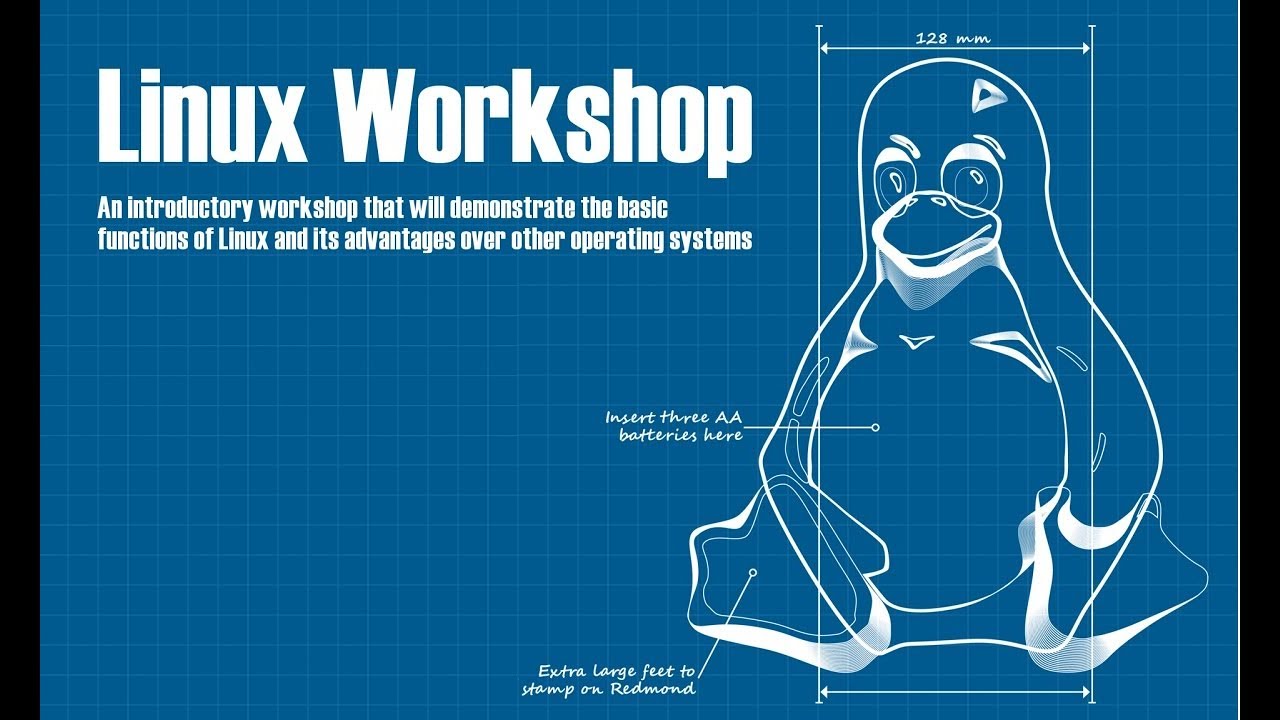 Linux Workshop
An introductory workshop that will demonstrate the basic
functions of Linux and its advantages over other operating systems
128 mm
Insert three AA
batteries here
Extra large feet to
stamp on Redmond